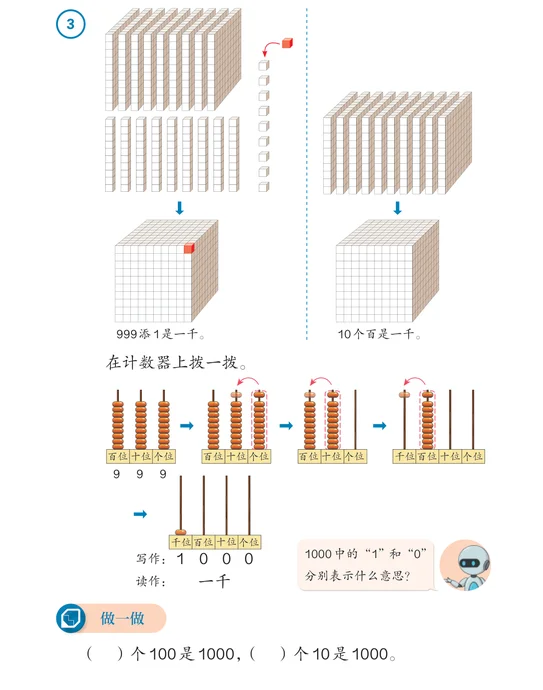 3
999添1是一千。
10个百是一千。
在计数器上拨一拨。
百位 十位 个位
9 9 9
百位 十位 个位
百位 十位 个位
千位 百位 十位 个位
千位 百位 十位 个位
写作： 1 0 0 0
读作： 一千
1000中的“1”和“0”
分别表示什么意思？
做一做
（ ）个100是1000，（ ）个10是1000。